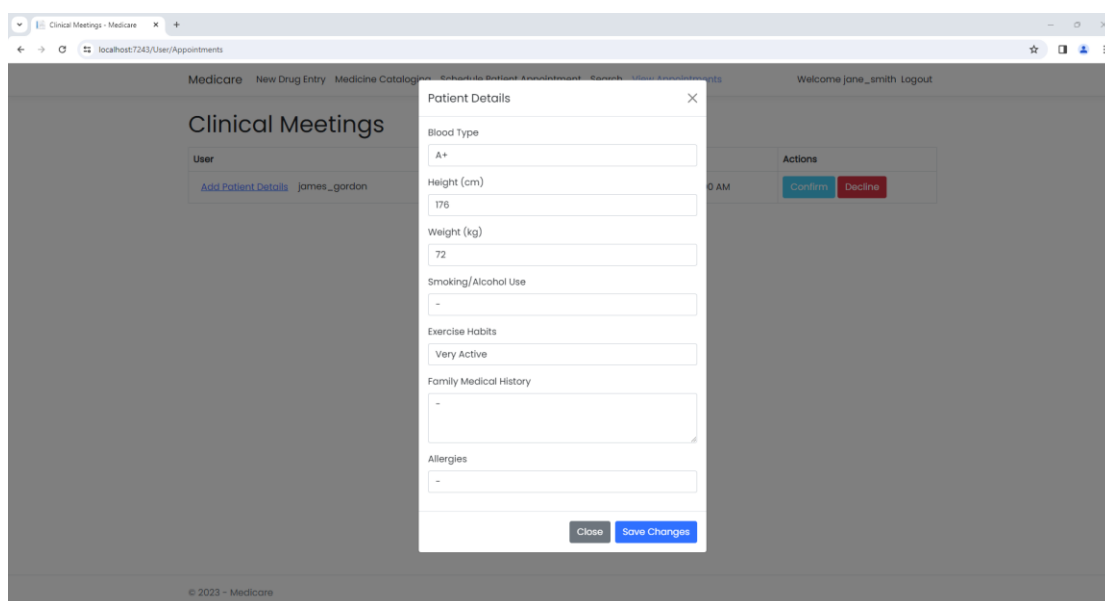 Clinical Meetings - Medicare
localhost:7243/User/Appointments
Medicare New Drug Entry Medicine Cataloging Schedule Patient Appointment Search View Appointments Welcome jane_smith Logout
Patient Details
Clinical Meetings
Blood Type
A+
User Actions
Add Patient Details james_gordon 0 AM Confirm Decline
Height (cm)
176
Weight (kg)
72
Smoking/Alcohol Use
-
Exercise Habits
Very Active
Family Medical History
-
Allergies
-
Close Save Changes
© 2023 - Medicare